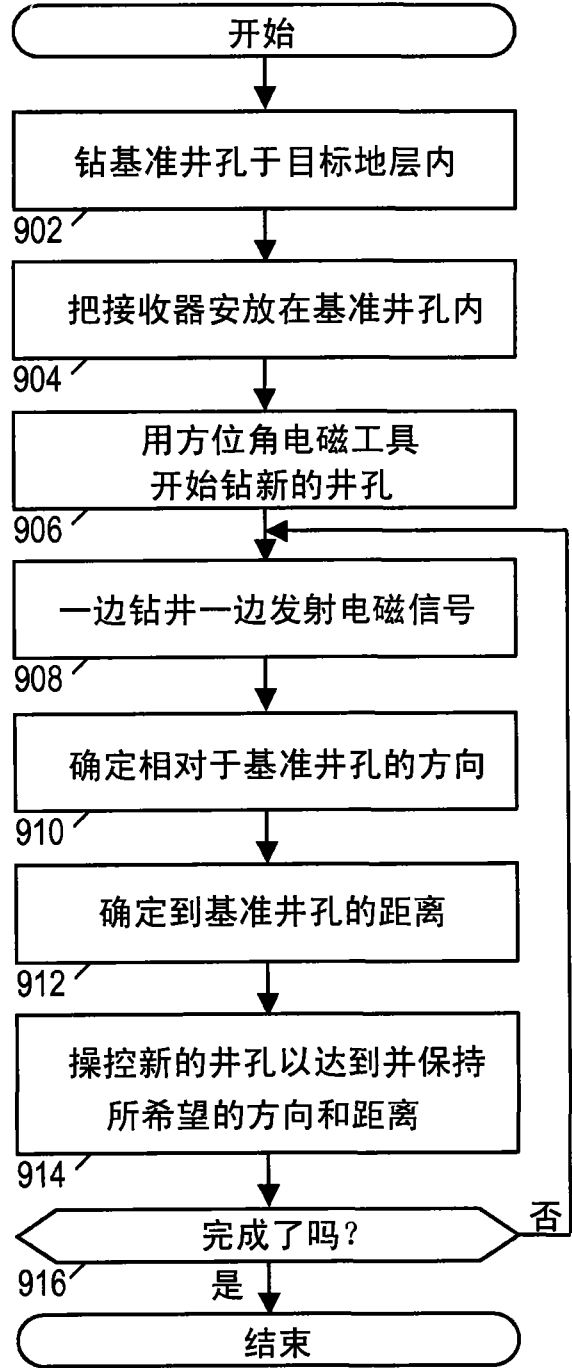 开始
钻基准井孔于目标地层内
902
把接收器安放在基准井孔内
904
用方位角电磁工具
开始钻新的井孔
906
一边钻井一边发射电磁信号
908
确定相对于基准井孔的方向
910
确定到基准井孔的距离
912
操控新的井孔以达到并保持
所希望的方向和距离
914
完成了吗?
否
916
是
结束